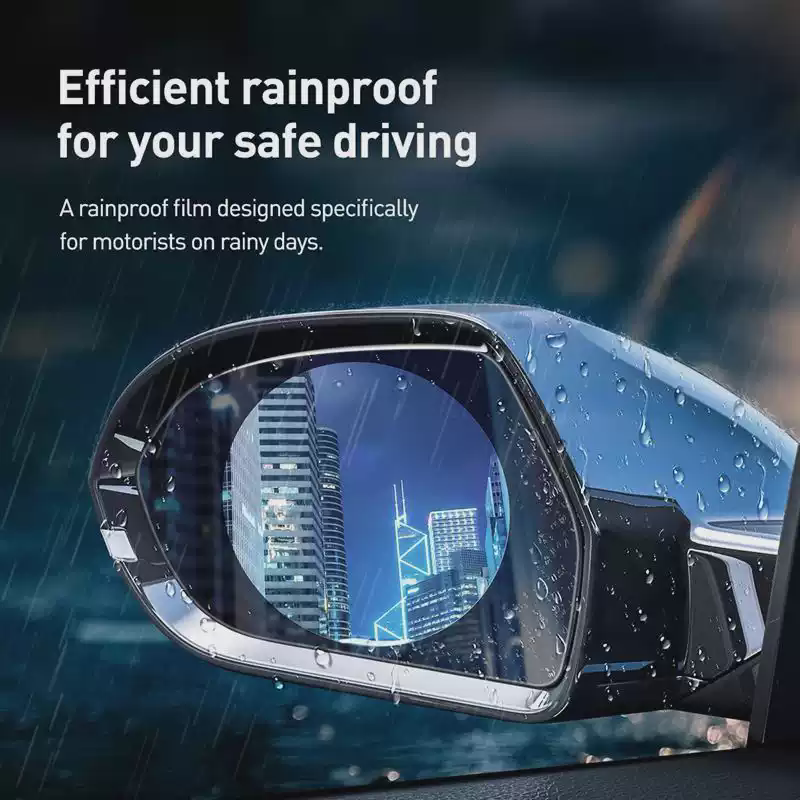 Efficient rainproof
for your safe driving
A rainproof film designed specifically
for motorists on rainy days.